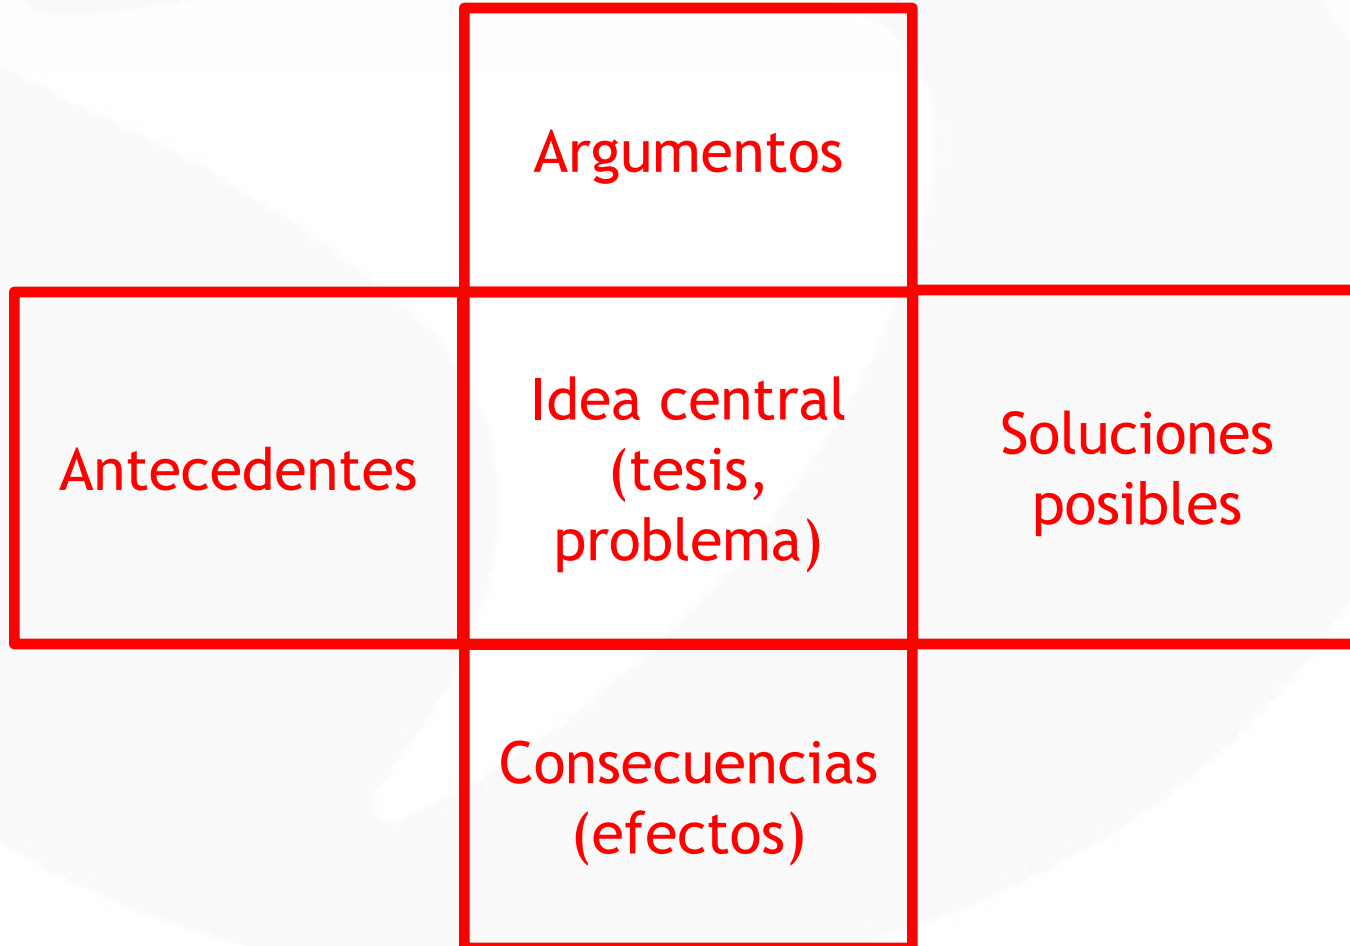 Argumentos
Antecedentes
Idea central
(tesis,
problema)
Soluciones
posibles
Consecuencias
(efectos)